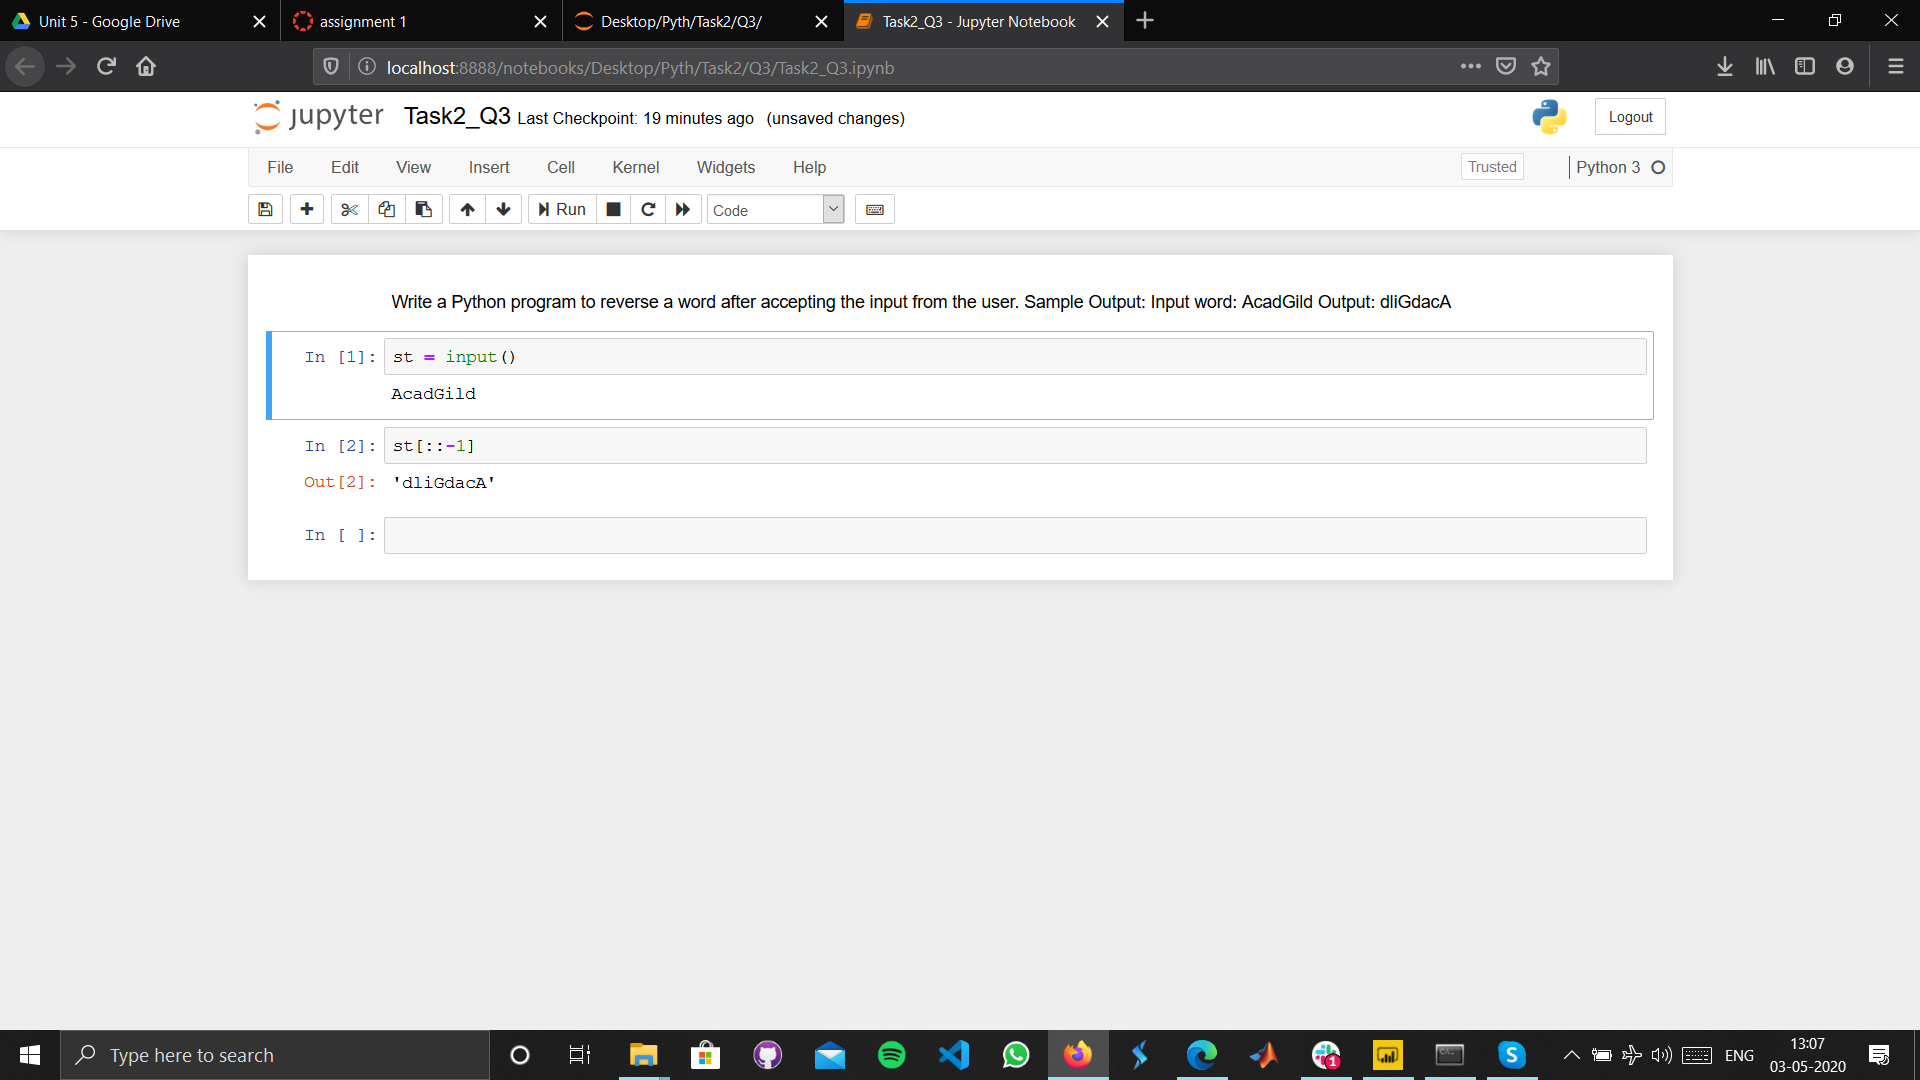 Unit 5 - Google Drive
assignment 1
Desktop/Pyth/Task2/Q3/
Task2_Q3 - Jupyter Notebook
localhost:8888/notebooks/Desktop/Pyth/Task2/Q3/Task2_Q3.ipynb
jupyter Task2_Q3 Last Checkpoint: 19 minutes ago (unsaved changes)
Logout
File Edit View Insert Cell Kernel Widgets Help
Trusted
Python 3
Run
Code
Write a Python program to reverse a word after accepting the input from the user. Sample Output: Input word: AcadGild Output: dliGdacA
In [1]: st = input()
AcadGild
In [2]: st[::-1]
Out[2]: 'dliGdacA'
In [ ]:
Type here to search
1
ENG
13:07
03-05-2020